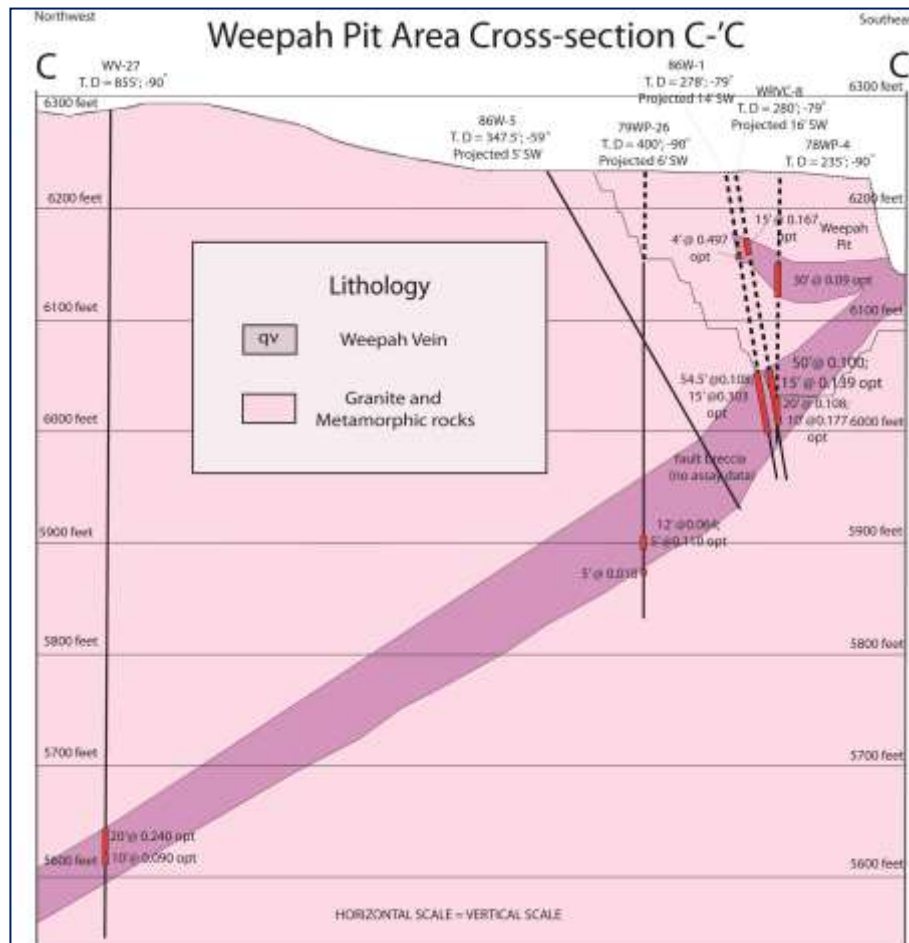 Northwest
Southeas
Weepah Pit Area Cross-section C-'C
C
C
WV-27
T. D = 855'; -90°
86W-1
T. D = 278'; -79°
Projected 14' SW
WRVC-8
T. D = 280'; -79°
Projected 16' SW
86W-5
T. D = 347.5'; -59°
Projected 5' SW
79WP-26
T. D = 400'; -90°
Projected 6' SW
78WP-4
T. D = 235'; -90°
6300 feet
6300 feet
6200 feet
6200 feet
15' @ 0.167
opt
Weepah
Pit
4' @ 0.497
opt
30' @ 0.09 opt
Lithology
qv
Weepah Vein
Granite and
Metamorphic rocks
6100 feet
6100 feet
50' @ 0.100;
15' @ 0.139 opt
54.5' @0.108;
15' @0.303
opt
20' @ 0.108;
10' @0.177
opt
6000 feet
6000 feet
fault breccia
(no assay data)
12' @0.064;
5' @0.110 opt
5900 feet
5900 feet
5' @ 0.038
5800 feet
5800 feet
5700 feet
5700 feet
20' @ 0.240 opt
10' @ 0.090 opt
5600 feet
5600 feet
HORIZONTAL SCALE = VERTICAL SCALE